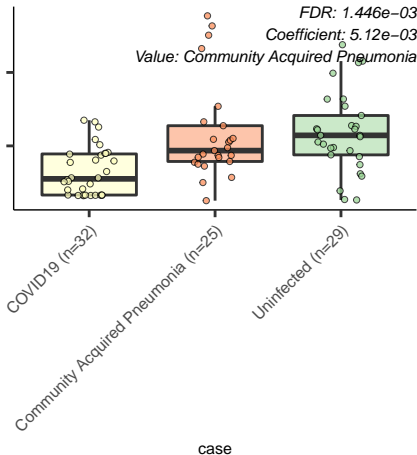 FDR: 1.446e−03
Coefficient: 5.12e−03
Value: Community Acquired Pneumonia
COVID19 (n=32)
Community Acquired Pneumonia (n=25)
Uninfected (n=29)
case